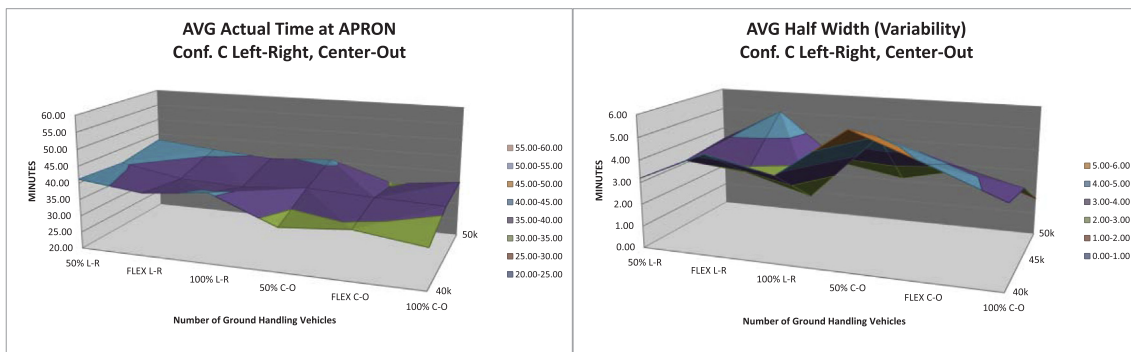 AVG Actual Time at APRON
Conf. C Left-Right, Center-Out
60.00
55.00
50.00
45.00
40.00
35.00
30.00
25.00
20.00
MINUTES
50% L-R
FLEX L-R
100% L-R
50% C-O
FLEX C-O
100% C-O
40k
50k
Number of Ground Handling Vehicles
55.00-60.00
50.00-55.00
45.00-50.00
40.00-45.00
35.00-40.00
30.00-35.00
25.00-30.00
20.00-25.00
AVG Half Width (Variability)
Conf. C Left-Right, Center-Out
6.00
5.00
4.00
3.00
2.00
1.00
0.00
MINUTES
50% L-R
FLEX L-R
100% L-R
50% C-O
FLEX C-O
100% C-O
40k
45k
50k
Number of Ground Handling Vehicles
5.00-6.00
4.00-5.00
3.00-4.00
2.00-3.00
1.00-2.00
0.00-1.00